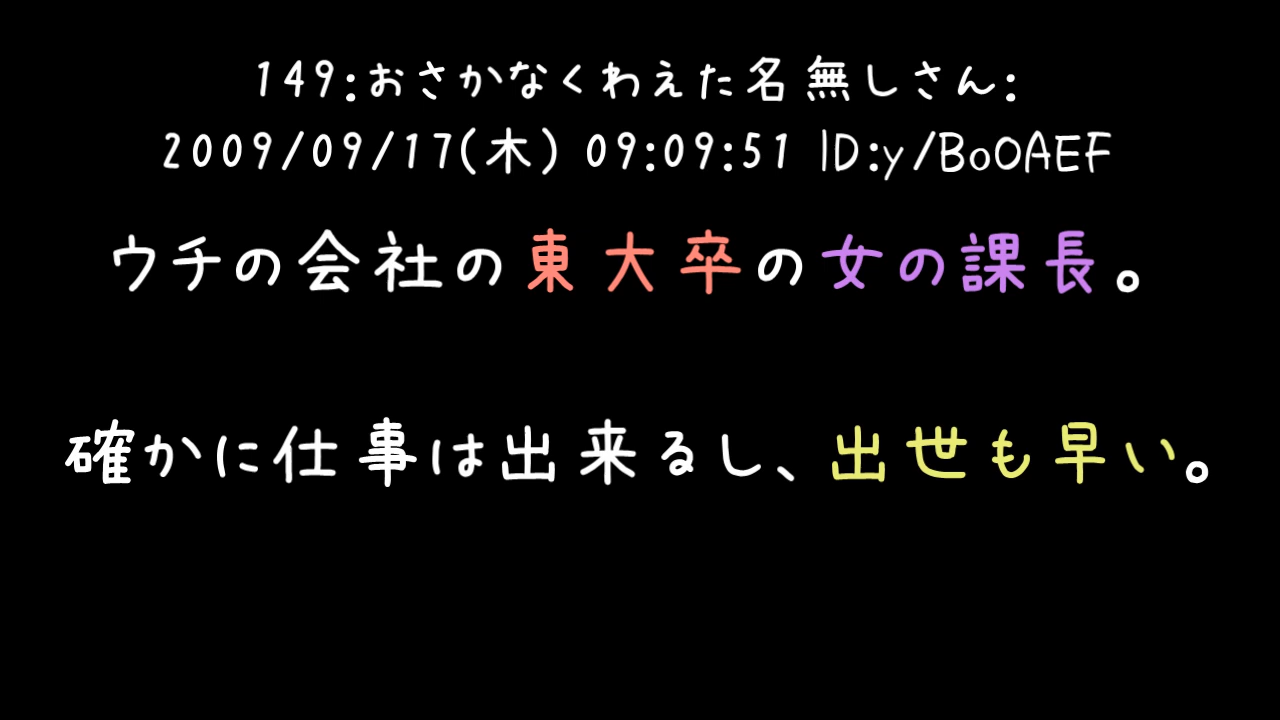 149:おさかなくわえた名無しさん:
2009/09/17(木) 09:09:51 ID:y/BoOAEF
ウチの会社の東大卒の女の課長。
確かに仕事は出来るし、出世も早い。